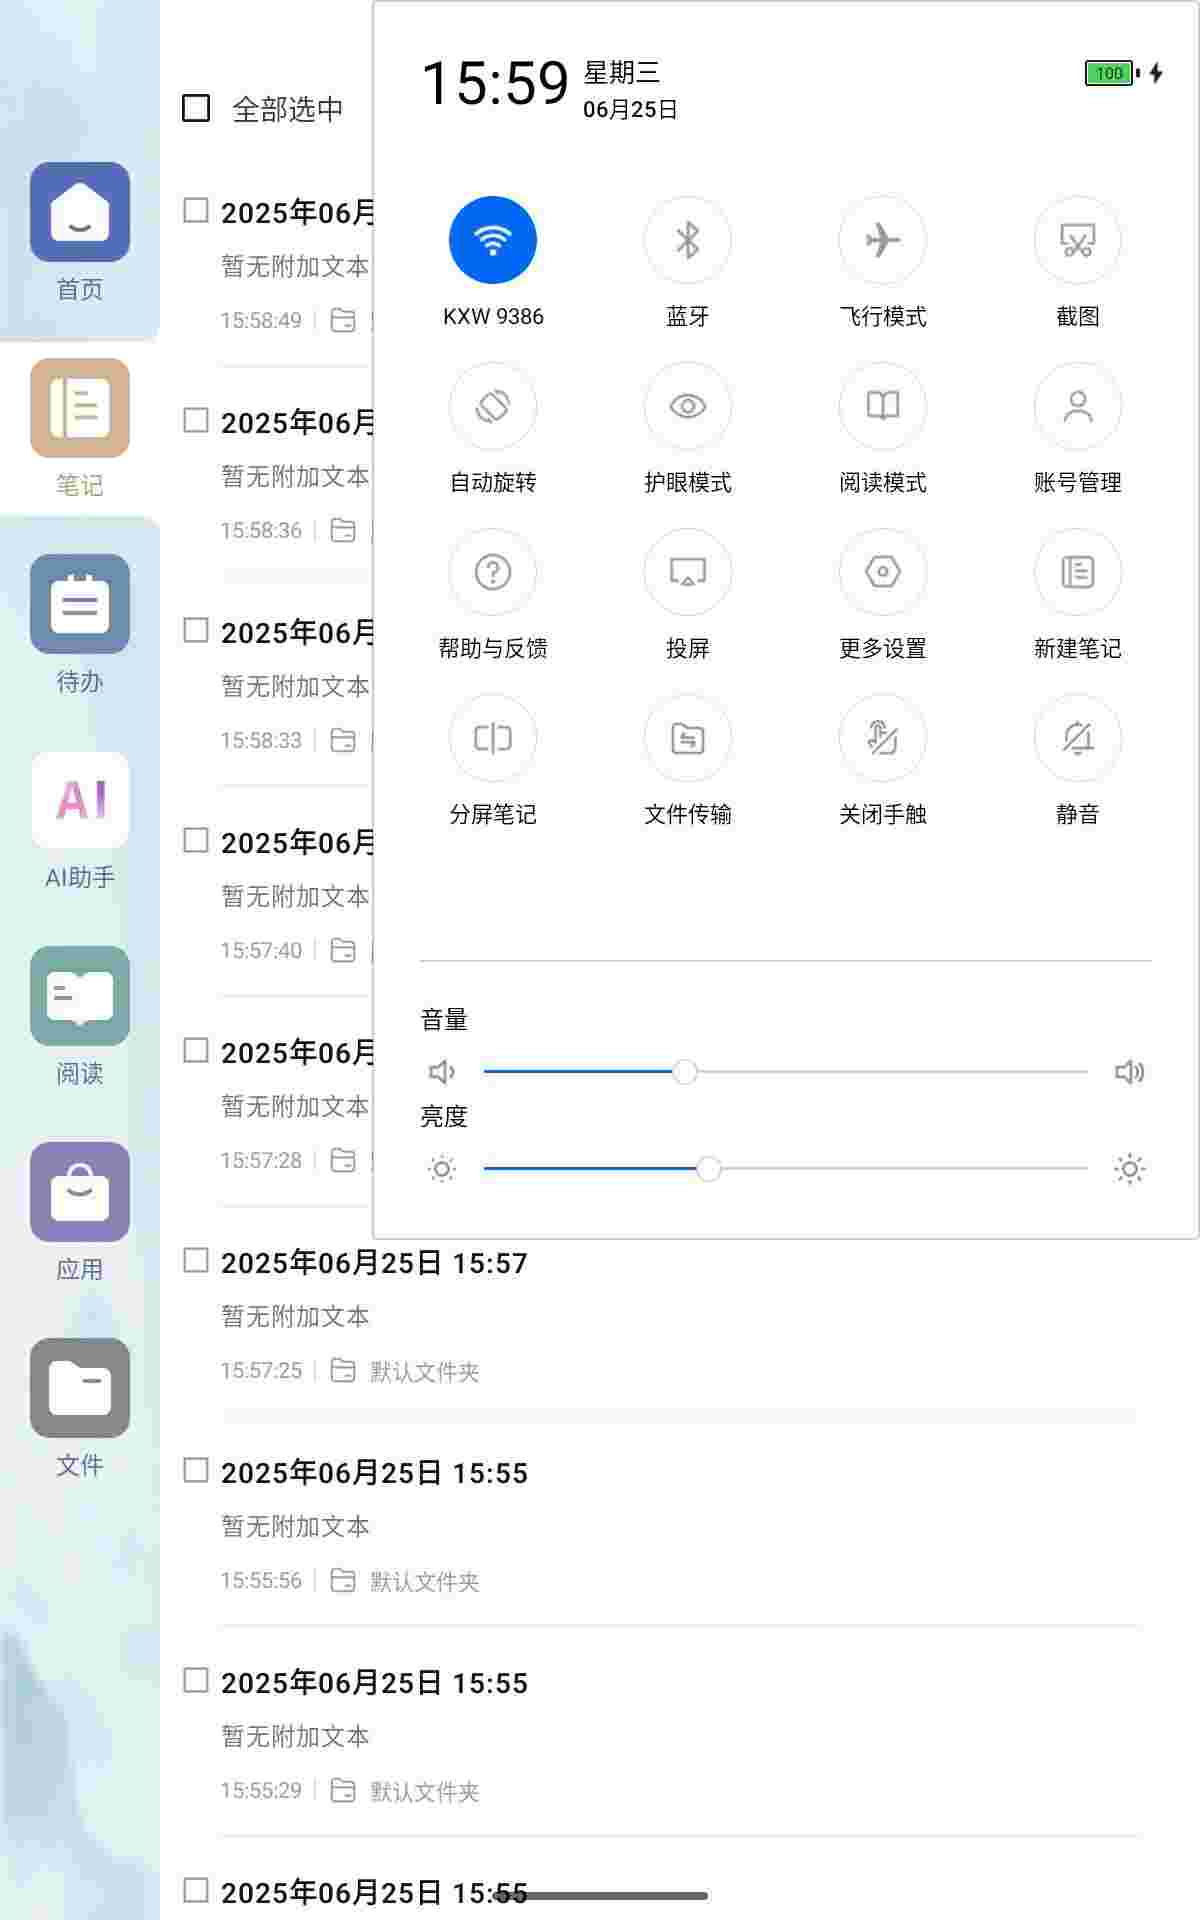 15:59 星期三
06月25日
100
KXW 9386
蓝牙
飞行模式
截图
自动旋转
护眼模式
阅读模式
账号管理
帮助与反馈
投屏
更多设置
新建笔记
分屏笔记
文件传输
关闭手触
静音
音量
亮度
首页
笔记
待办
AI
AI助手
阅读
应用
文件
全部选中
2025年06月
暂无附加文本
15:58:49
2025年06月
暂无附加文本
15:58:36
2025年06月
暂无附加文本
15:58:33
2025年06月
暂无附加文本
15:57:40
2025年06月
暂无附加文本
15:57:28
2025年06月25日 15:57
暂无附加文本
15:57:25 默认文件夹
2025年06月25日 15:55
暂无附加文本
15:55:56 默认文件夹
2025年06月25日 15:55
暂无附加文本
15:55:29 默认文件夹
2025年06月25日 15:55